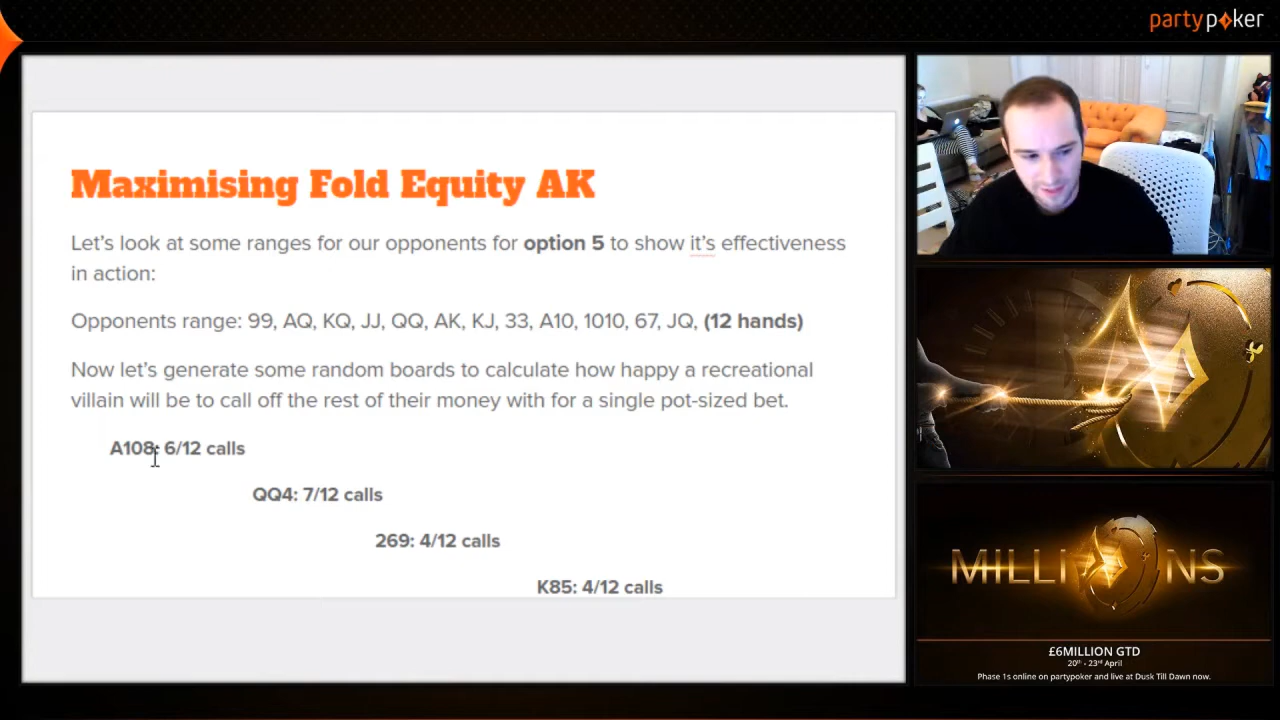 partypoker
Maximising Fold Equity AK
Let's look at some ranges for our opponents for option 5 to show it's effectiveness
in action:
Opponents range: 99, AQ, KQ, JJ, QQ, AK, KJ, 33, A10, 1010, 67, JQ, (12 hands)
Now let's generate some random boards to calculate how happy a recreational
villain will be to call off the rest of their money with for a single pot-sized bet.
A108: 6/12 calls
QQ4: 7/12 calls
269: 4/12 calls
K85: 4/12 calls
MILLIONS
£6MILLION GTD
20th - 23rd April
Phase 1s online on partypoker and live at Dusk Till Dawn now.